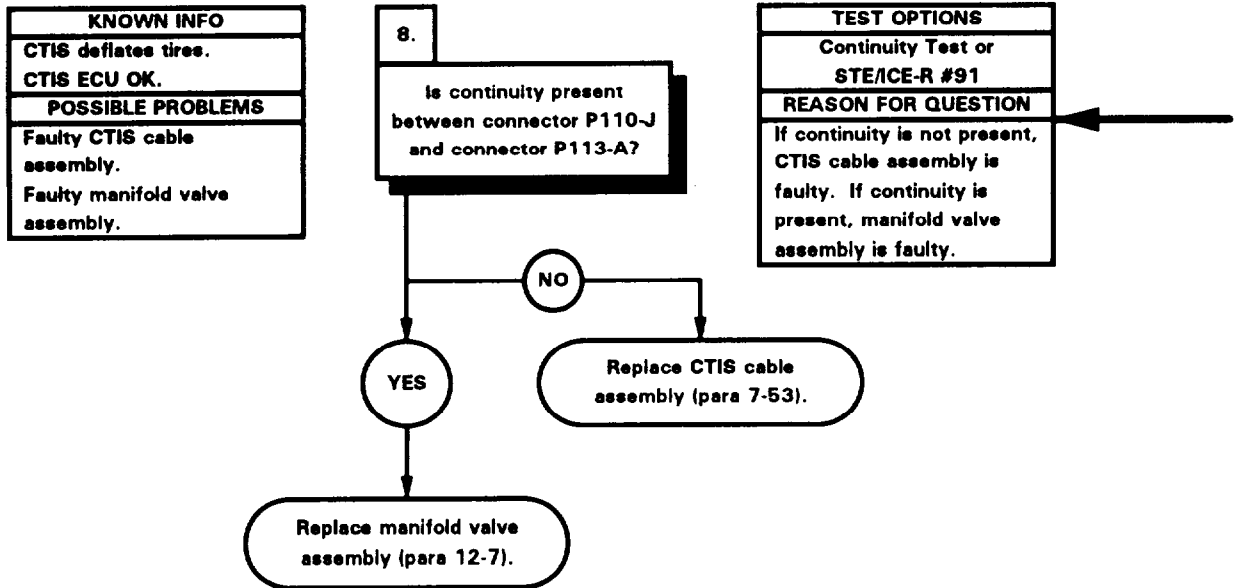 KNOWN INFO
CTIS deflates tires.
CTIS ECU OK.
POSSIBLE PROBLEMS
Faulty CTIS cable
assembly.
Faulty manifold valve
assembly.
8.
Is continuity present
between connector P110-J
and connector P113-A?
TEST OPTIONS
Continuity Test or
STE/ICE-R #91
REASON FOR QUESTION
If continuity is not present,
CTIS cable assembly is
faulty. If continuity is
present, manifold valve
assembly is faulty.
NO
YES
Replace CTIS cable
assembly (para 7-53).
Replace manifold valve
assembly (para 12-7).